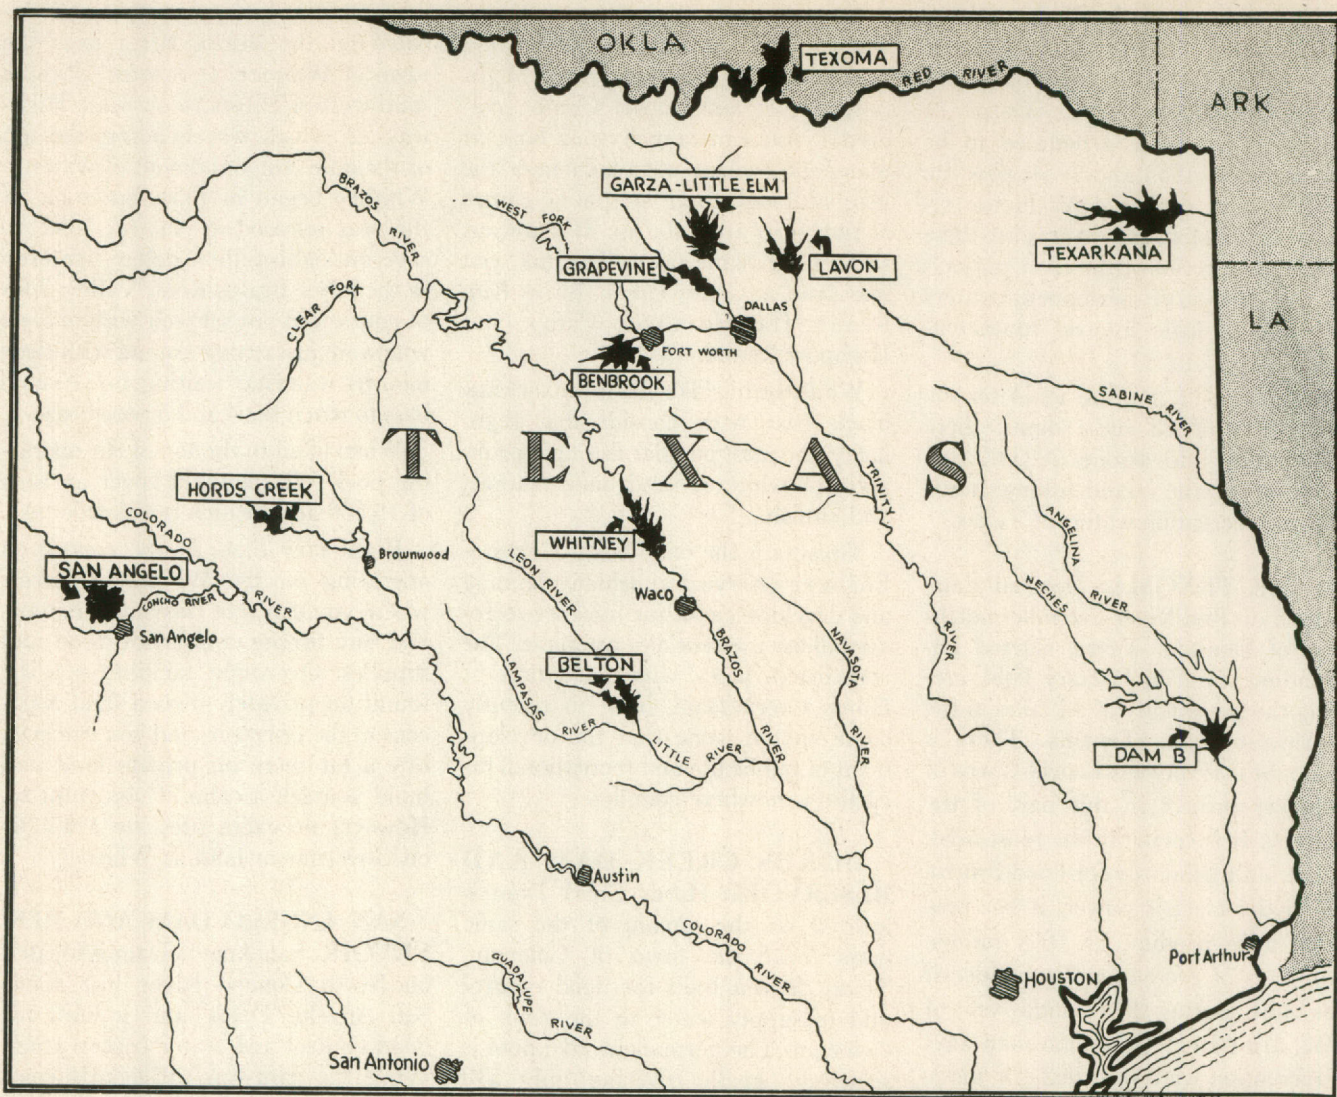 OKLA
TEXOMA
RED RIVER
ARK
GARZA-LITTLE ELM
BRAZOS
RIVER
WEST FORK
TEXARKANA
GRAPEVINE
LAVON
CLEAR FORK
DALLAS
LA
FORT WORTH
BENBROOK
SABINE RIVER
TEXAS
TRINITY
RIVER
HORDS CREEK
COLORADO
RIVER
WHITNEY
Brownwood
ANGELINA
RIVER
SAN ANGELO
CONCHO RIVER
San Angelo
LEON RIVER
NECHES
Waco
BRAZOS
RIVER
NAVASOTA
RIVER
BELTON
LAMPASAS
RIVER
LITTLE RIVER
DAM B
Austin
COLORADO
RIVER
Port Arthur
GUADALUPE
RIVER
HOUSTON
San Antonio